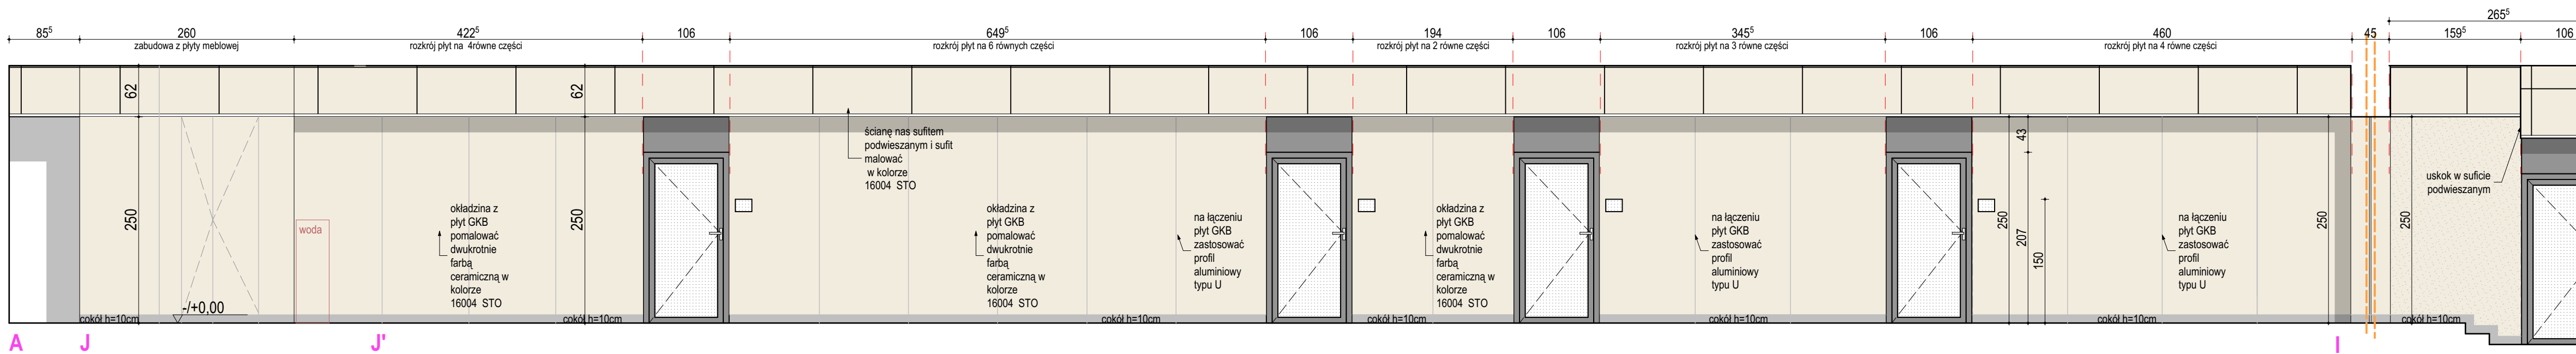 265⁵
85⁵ 260 422⁵ 106 649⁵ 106 194 106 345⁵ 106 460 45 159⁵ 106
zabudowa z płyty meblowej
rozkrój płyt na 4równe części
rozkrój płyt na 6 równych części
rozkrój płyt na 2 równe części
rozkrój płyt na 3 równe części
rozkrój płyt na 4 równe części
62
62
ścianę nas sufitem
podwieszanym i sufit
malować
w kolorze
16004 STO
43
uskok w suficie
podwieszanym
250
woda
okładzina z
płyt GKB
pomalować
dwukrotnie
farbą
ceramiczną w
kolorze
16004 STO
250
okładzina z
płyt GKB
pomalować
dwukrotnie
farbą
ceramiczną w
kolorze
16004 STO
na łączeniu
płyt GKB
zastosować
profil
aluminiowy
typu U
okładzina z
płyt GKB
pomalować
dwukrotnie
farbą
ceramiczną w
kolorze
16004 STO
na łączeniu
płyt GKB
zastosować
profil
aluminiowy
typu U
250
207
150
na łączeniu
płyt GKB
zastosować
profil
aluminiowy
typu U
250
250
-/+0,00
cokół h=10cm
cokół h=10cm
cokół h=10cm
cokół h=10cm
cokół h=10cm
cokół h=10cm
cokół h=10cm
A J J' I